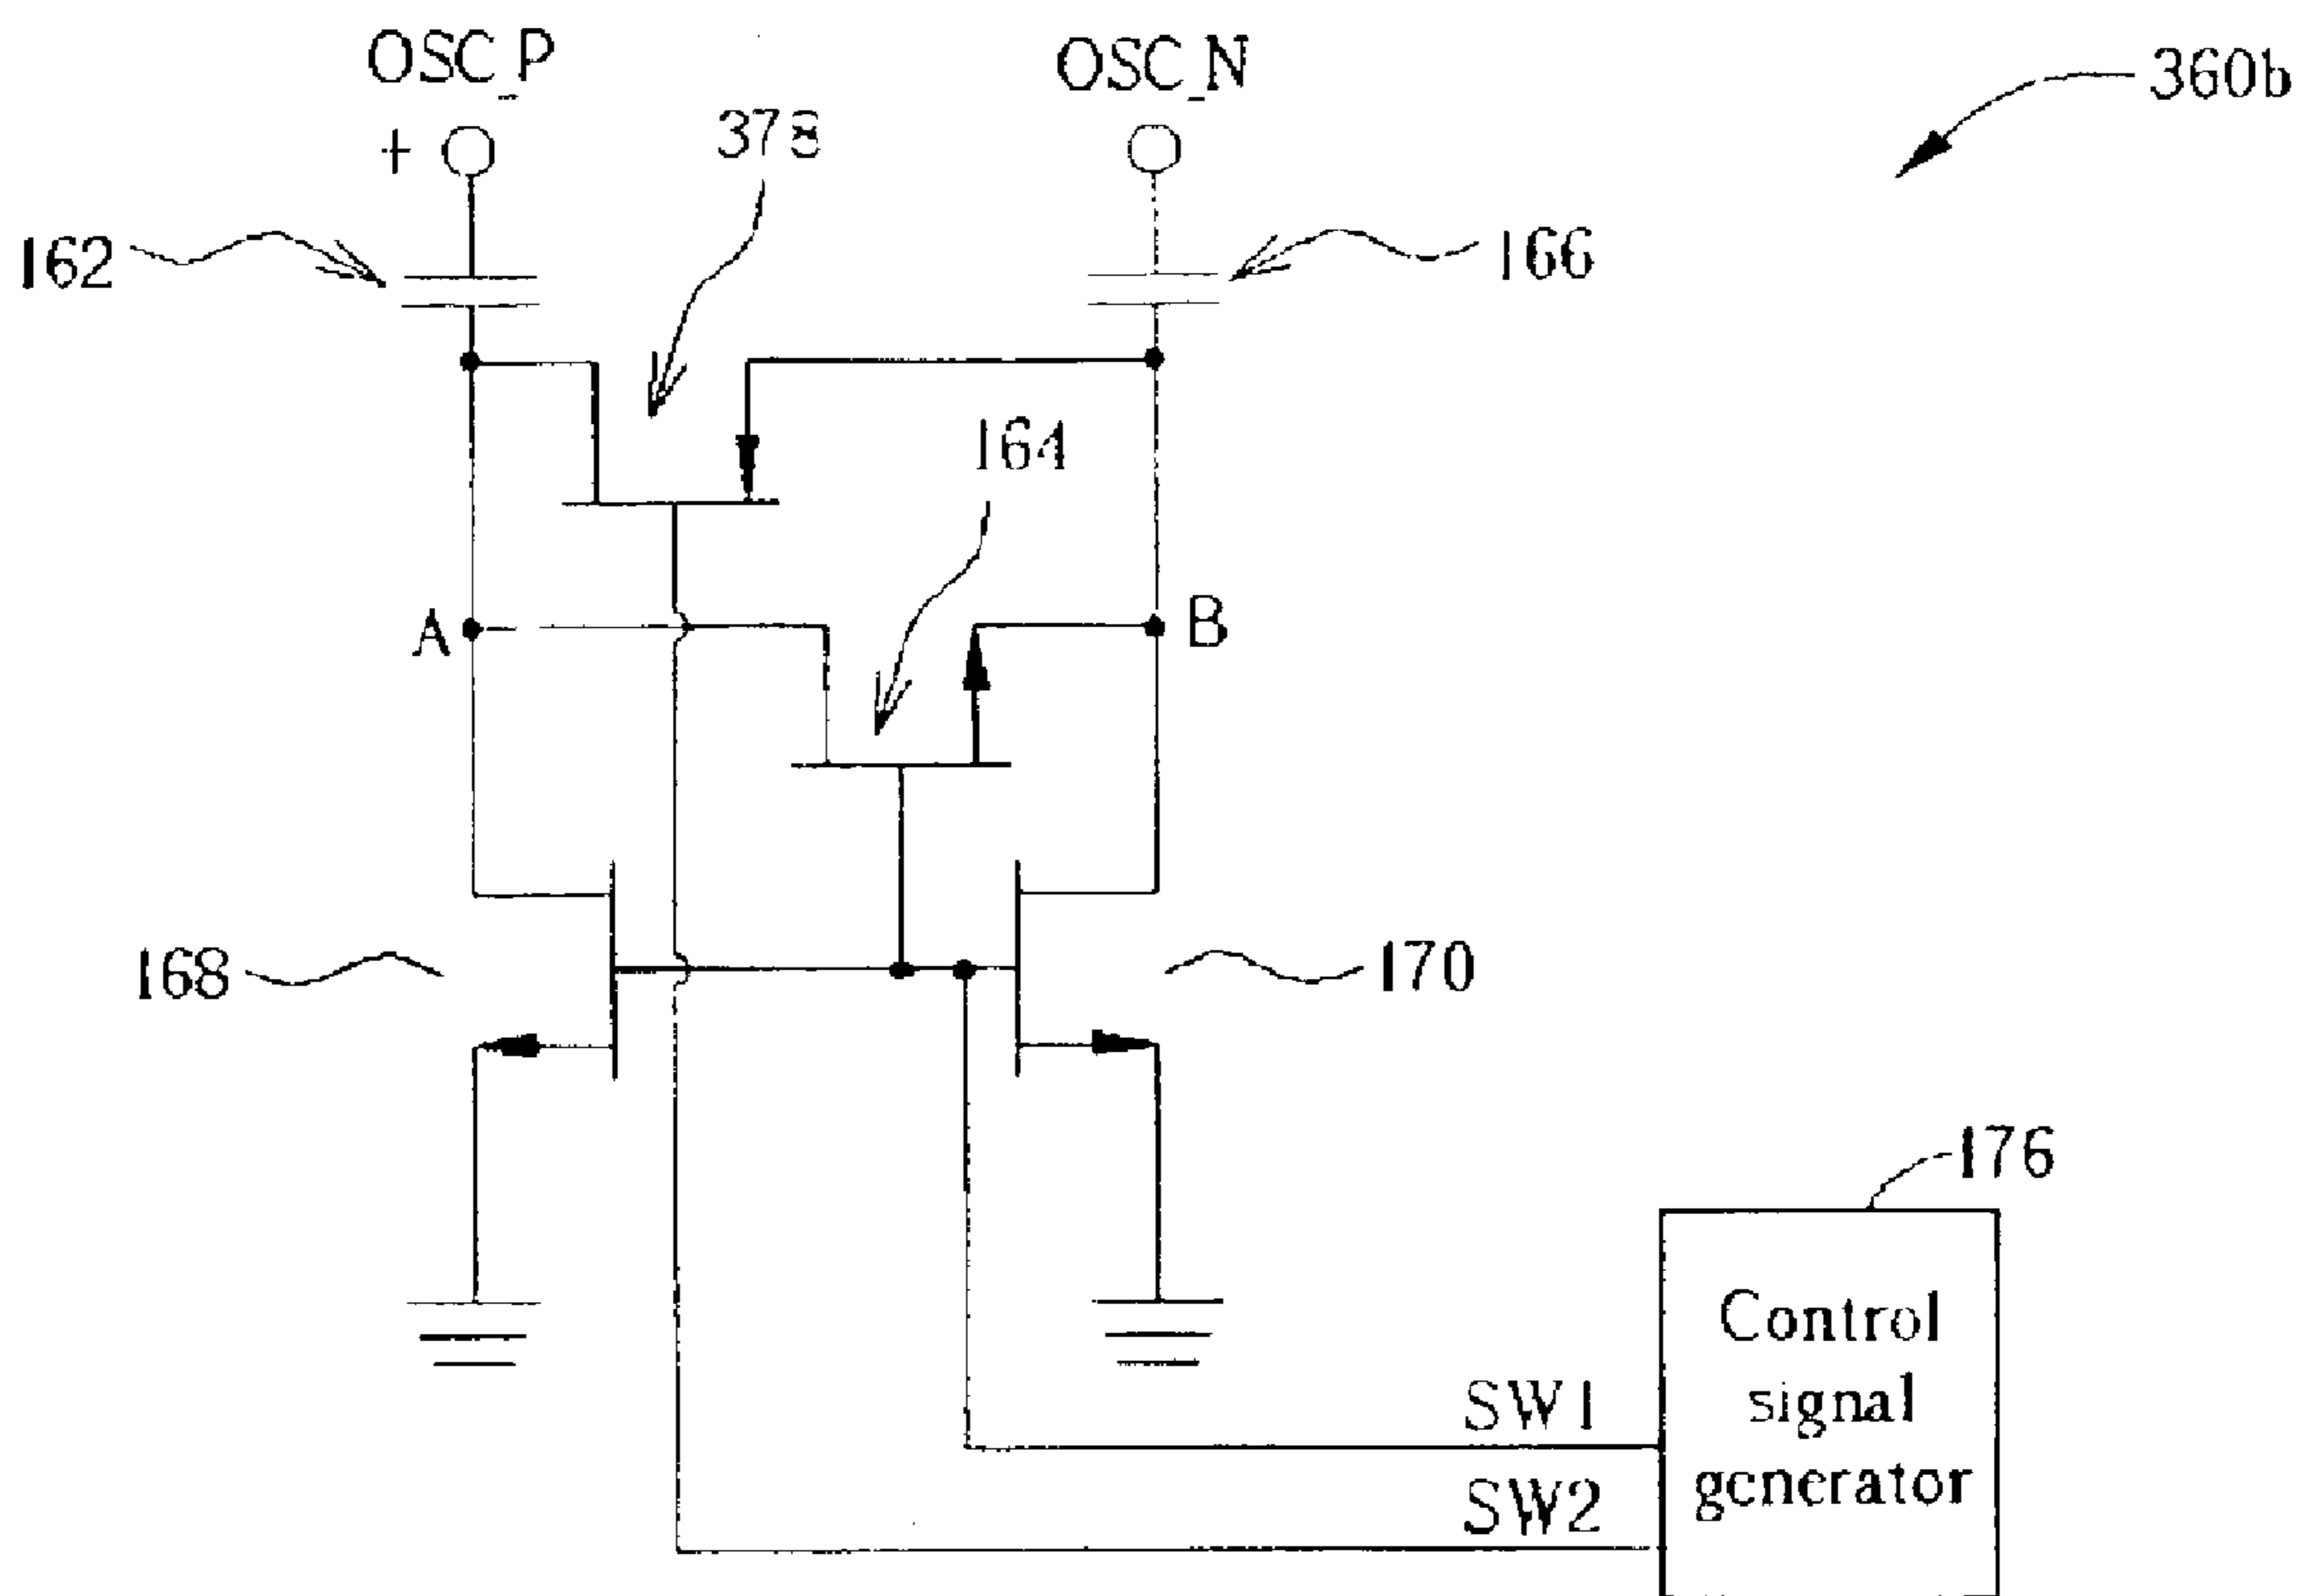 OSC_P
OSC_N
360b
+
378
162
166
164
A
B
168
170
176
Control
signal
generator
SW1
SW2